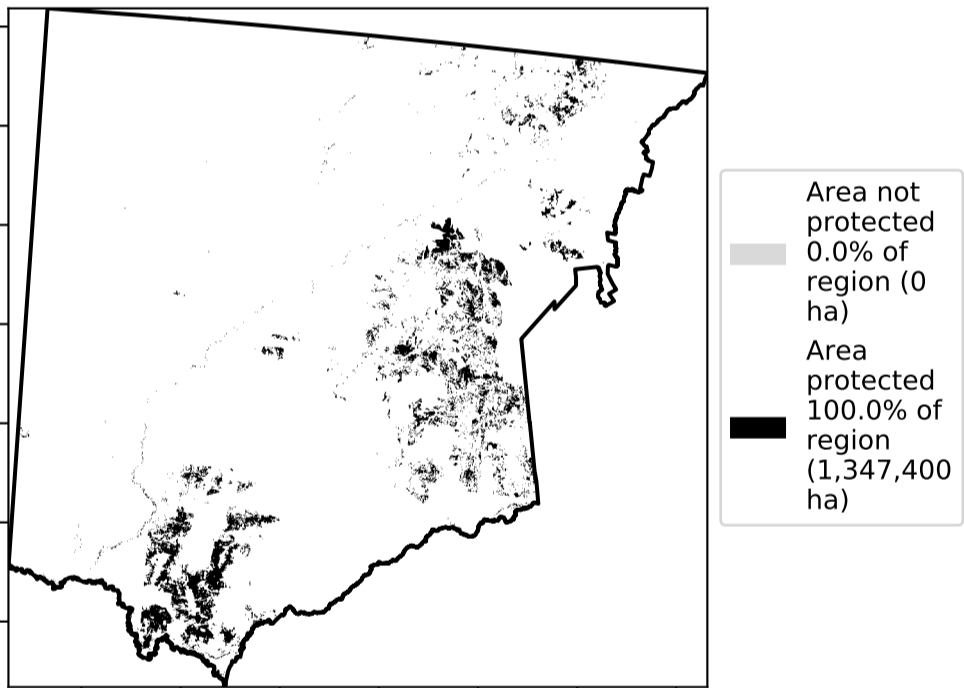 Area not
protected
0.0% of
region (0
ha)
Area
protected
100.0% of
region
(1,347,400
ha)